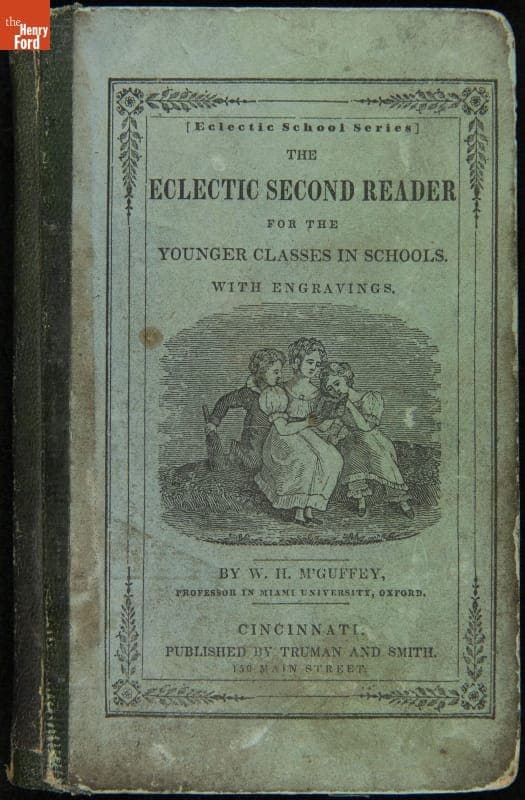 the
Henry
Ford
[Eclectic School Series]
THE
ECLECTIC SECOND READER
FOR THE
YOUNGER CLASSES IN SCHOOLS.
WITH ENGRAVINGS.
BY W. H. M'GUFFEY,
PROFESSOR IN MIAMI UNIVERSITY, OXFORD.
CINCINNATI.
PUBLISHED BY TRUMAN AND SMITH.
150 MAIN STREET.